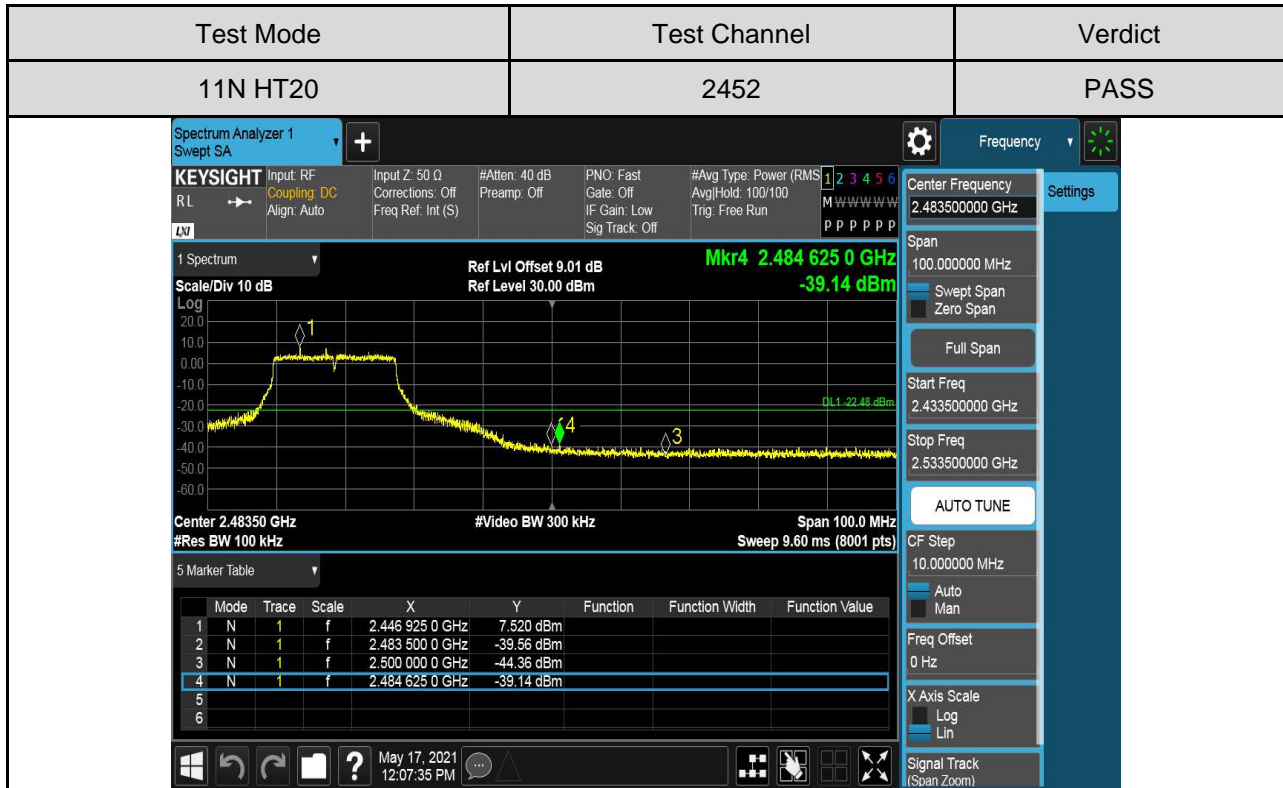 Test Mode Test Channel Verdict
11N HT20 2452 PASS
Spectrum Analyzer 1
Swept SA
+
Frequency
KEYSIGHT Input: RF Input Z: 50 Ω #Atten: 40 dB PNO: Fast #Avg Type: Power (RMS 1 2 3 4 5 6
RL Coupling: DC Corrections: Off Preamp: Off Gate: Off Avg|Hold: 100/100 M W W W W W
Align: Auto Freq Ref: Int (S) IF Gain: Low Trig: Free Run
LXI Sig Track: Off P P P P P P
Center Frequency
2.483500000 GHz
Settings
Span
100.000000 MHz
Swept Span
Zero Span
Full Span
Start Freq
2.433500000 GHz
Stop Freq
2.533500000 GHz
AUTO TUNE
CF Step
10.000000 MHz
Auto
Man
Freq Offset
0 Hz
X Axis Scale
Log
Lin
Signal Track
(Span Zoom)
1 Spectrum Ref Lvl Offset 9.01 dB Mkr4 2.484 625 0 GHz
Scale/Div 10 dB Ref Level 30.00 dBm -39.14 dBm
Log
20.0
1
10.0
0.00
-10.0
DL1 -22.48 dBm
-20.0
-30.0
4
3
-40.0
-50.0
-60.0
Center 2.48350 GHz #Video BW 300 kHz Span 100.0 MHz
#Res BW 100 kHz Sweep 9.60 ms (8001 pts)
5 Marker Table
Mode Trace Scale X Y Function Function Width Function Value
1 N 1 f 2.446 925 0 GHz 7.520 dBm
2 N 1 f 2.483 500 0 GHz -39.56 dBm
3 N 1 f 2.500 000 0 GHz -44.36 dBm
4 N 1 f 2.484 625 0 GHz -39.14 dBm
5
6
? May 17, 2021
12:07:35 PM